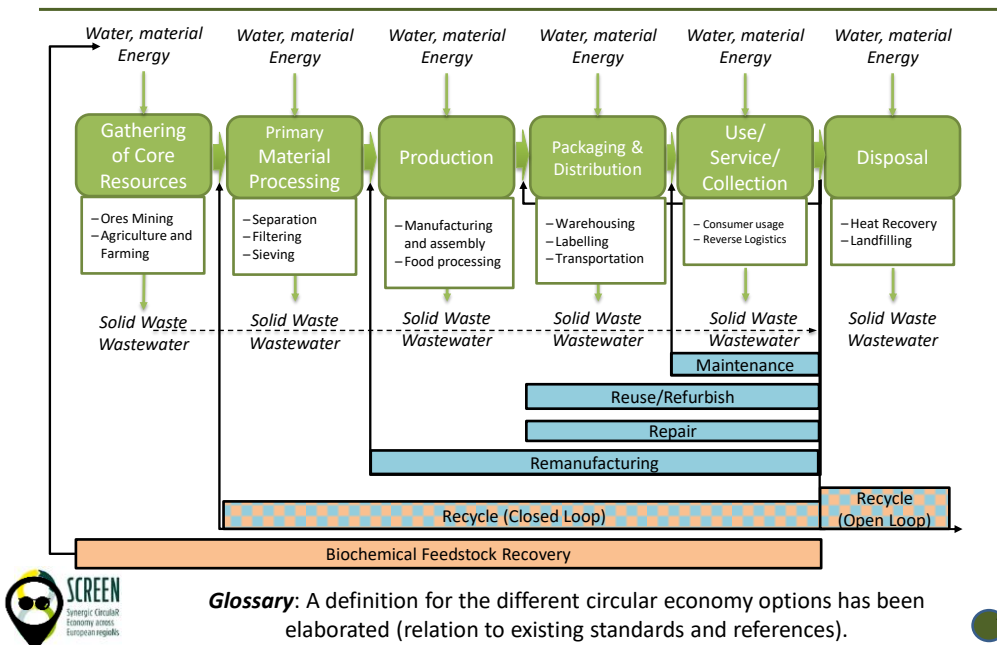 Water, material
Energy
Water, material
Energy
Water, material
Energy
Water, material
Energy
Water, material
Energy
Water, material
Energy
Gathering
of Core
Resources
Primary
Material
Processing
Production
Packaging &
Distribution
Use/
Service/
Collection
Disposal
– Ores Mining
– Agriculture and
Farming
– Separation
– Filtering
– Sieving
– Manufacturing
and assembly
– Food processing
– Warehousing
– Labelling
– Transportation
– Consumer usage
– Reverse Logistics
– Heat Recovery
– Landfilling
Solid Waste
Wastewater
Solid Waste
Wastewater
Solid Waste
Wastewater
Solid Waste
Wastewater
Solid Waste
Wastewater
Solid Waste
Wastewater
Maintenance
Reuse/Refurbish
Repair
Remanufacturing
Recycle (Closed Loop)
Recycle
(Open Loop)
Biochemical Feedstock Recovery
SCREEN
Synergic CirculaR
Economy across
European regioNs
Glossary: A definition for the different circular economy options has been
elaborated (relation to existing standards and references).